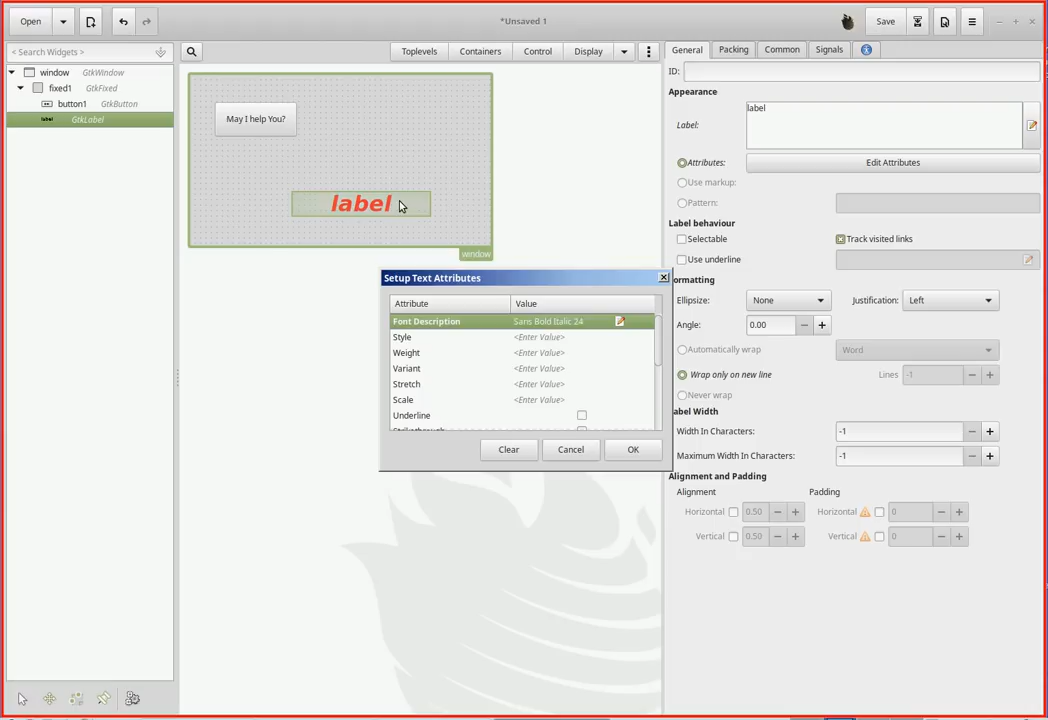 Open
*Unsaved 1
Save
< Search Widgets >
Toplevels
Containers
Control
Display
General
Packing
Common
Signals
window GtkWindow
fixed1 GtkFixed
button1 GtkButton
label GtkLabel
May I help You?
label
window
ID:
Appearance
Label:
label
Attributes:
Edit Attributes
Use markup:
Pattern:
Label behaviour
Selectable
Track visited links
Use underline
ormatting
Ellipsize:
None
Justification:
Left
Angle:
0.00
Automatically wrap
Word
Wrap only on new line
Lines
-1
Never wrap
abel Width
Width In Characters:
-1
Maximum Width In Characters:
-1
Alignment and Padding
Alignment
Padding
Horizontal
0.50
Horizontal
0
Vertical
0.50
Vertical
0
Setup Text Attributes
Attribute
Value
Font Description
Sans Bold Italic 24
Style
<Enter Value>
Weight
<Enter Value>
Variant
<Enter Value>
Stretch
<Enter Value>
Scale
<Enter Value>
Underline
Clear
Cancel
OK